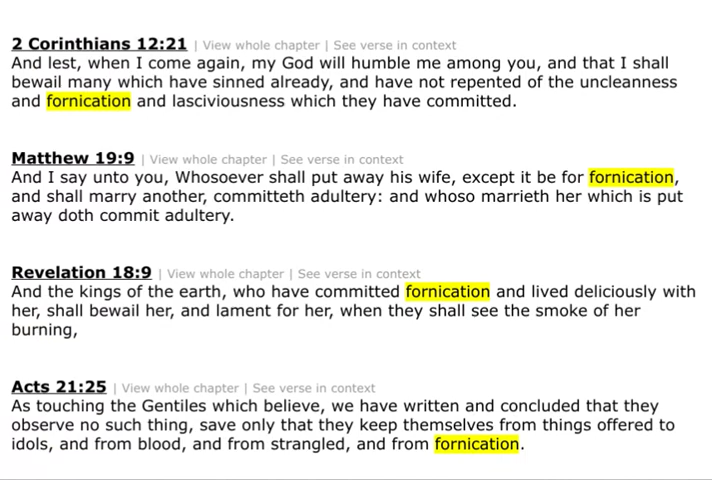 2 Corinthians 12:21 | View whole chapter | See verse in context
And lest, when I come again, my God will humble me among you, and that I shall
bewail many which have sinned already, and have not repented of the uncleanness
and fornication and lasciviousness which they have committed.
Matthew 19:9 | View whole chapter | See verse in context
And I say unto you, Whosoever shall put away his wife, except it be for fornication,
and shall marry another, committeth adultery: and whoso marrieth her which is put
away doth commit adultery.
Revelation 18:9 | View whole chapter | See verse in context
And the kings of the earth, who have committed fornication and lived deliciously with
her, shall bewail her, and lament for her, when they shall see the smoke of her
burning,
Acts 21:25 | View whole chapter | See verse in context
As touching the Gentiles which believe, we have written and concluded that they
observe no such thing, save only that they keep themselves from things offered to
idols, and from blood, and from strangled, and from fornication.